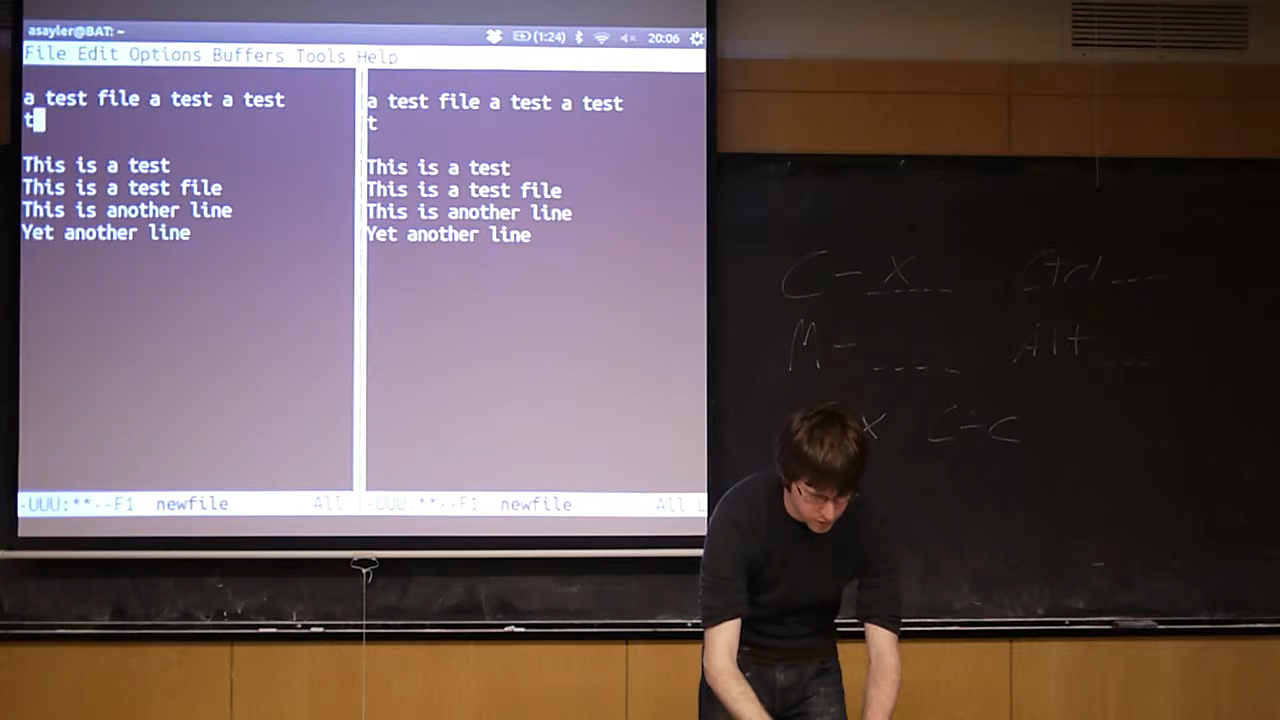 asayler@BAT: ~ (1:24) 20:06
File Edit Options Buffers Tools Help
a test file a test a test
t
This is a test
This is a test file
This is another line
Yet another line
-UUU:**--F1 newfile All
a test file a test a test
t
This is a test
This is a test file
This is another line
Yet another line
-UUU:**--F1 newfile All L
C-x Ctrl
M- Alt
x C-c